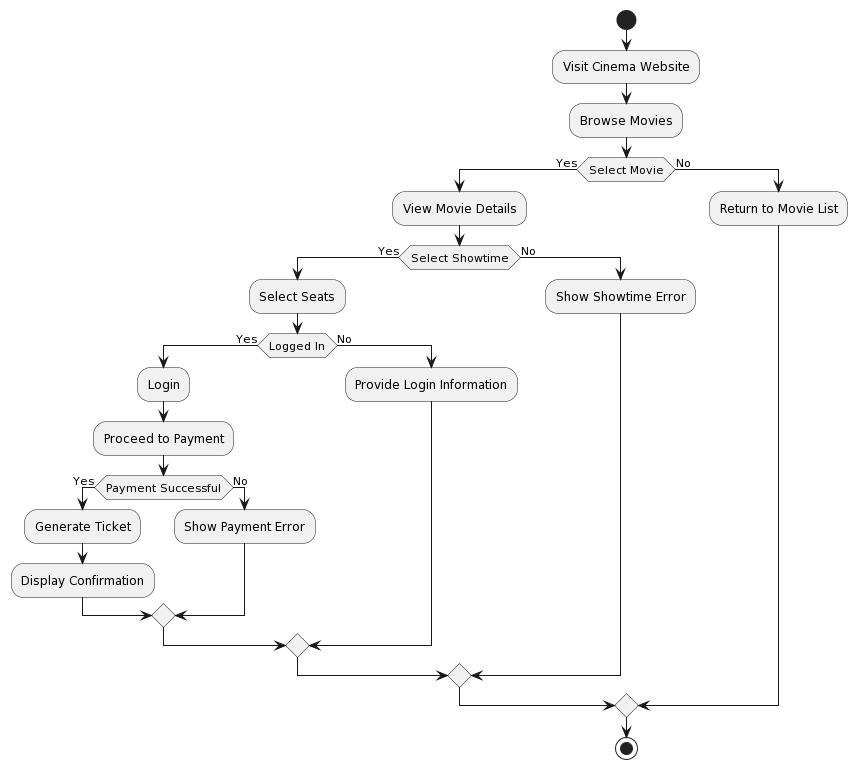 Visit Cinema Website
Browse Movies
Yes
Select Movie
No
View Movie Details
Return to Movie List
Yes
Select Showtime
No
Select Seats
Show Showtime Error
Yes
Logged In
No
Login
Provide Login Information
Proceed to Payment
Yes
Payment Successful
No
Generate Ticket
Show Payment Error
Display Confirmation